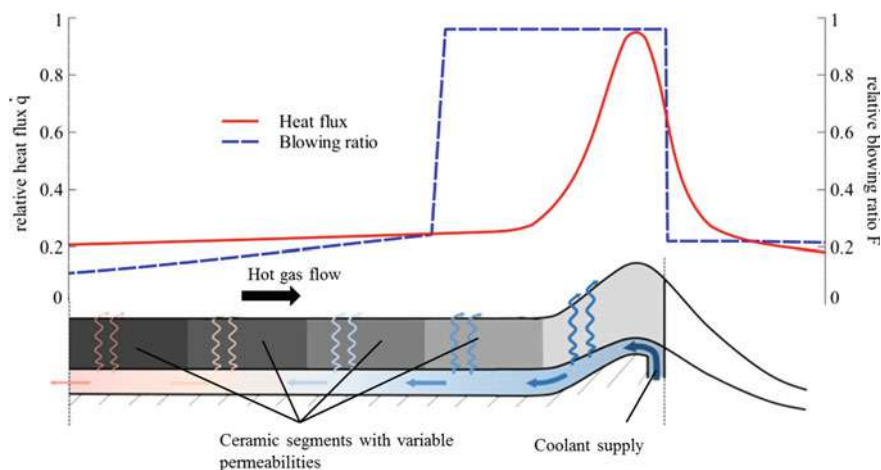 1
0.8
0.6
0.4
0.2
0
relative heat flux q̇
Heat flux
Blowing ratio
1
0.8
0.6
0.4
0.2
0
relative blowing ratio F
Hot gas flow
Ceramic segments with variable
permeabilities
Coolant supply